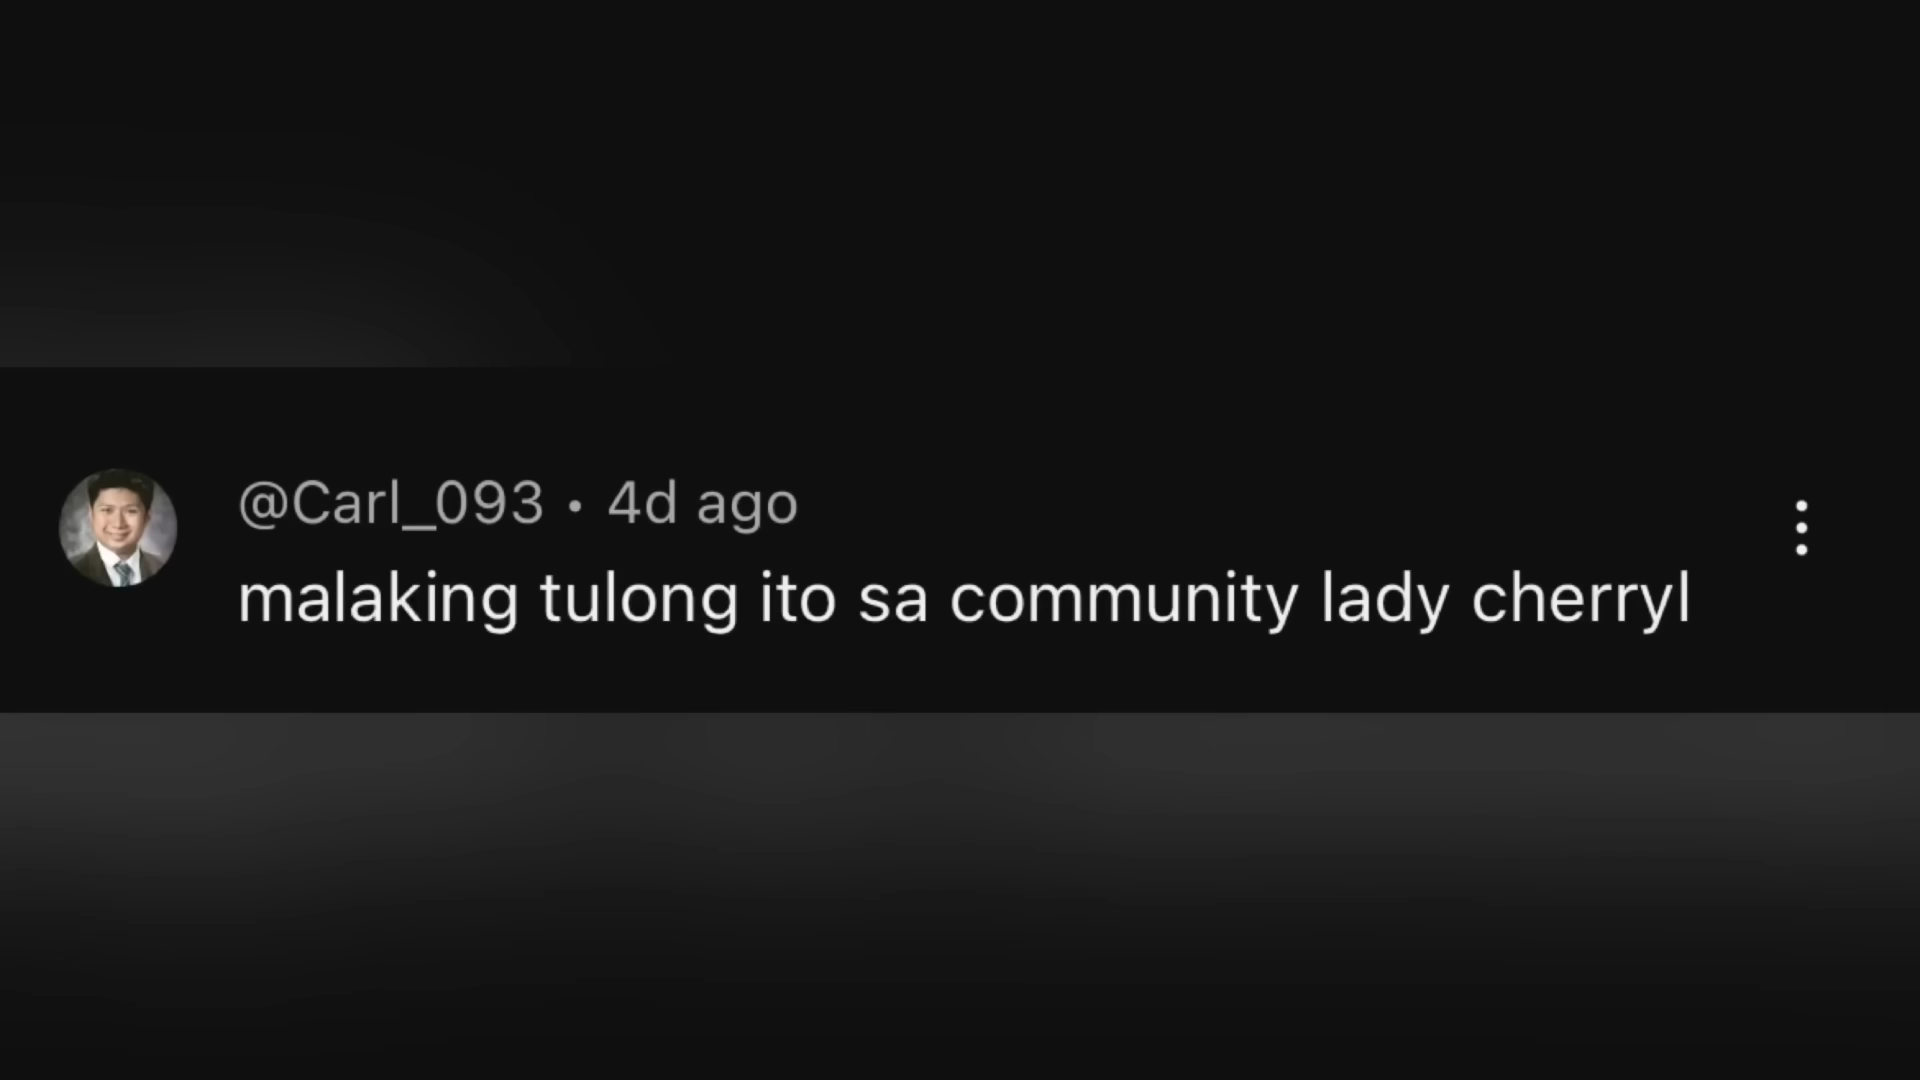 @Carl_093 • 4d ago
malaking tulong ito sa community lady cherryl